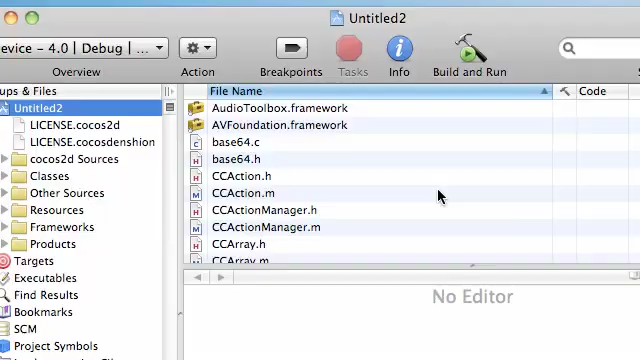 Untitled2
evice - 4.0 | Debug | ...
Overview
Action
Breakpoints
Tasks
Info
Build and Run
ups & Files
File Name
Code
Untitled2
LICENSE.cocos2d
LICENSE.cocosdenshion
cocos2d Sources
Classes
Other Sources
Resources
Frameworks
Products
Targets
Executables
Find Results
Bookmarks
SCM
Project Symbols
AudioToolbox.framework
AVFoundation.framework
base64.c
base64.h
CCAction.h
CCAction.m
CCActionManager.h
CCActionManager.m
CCArray.h
CCArray.m
No Editor